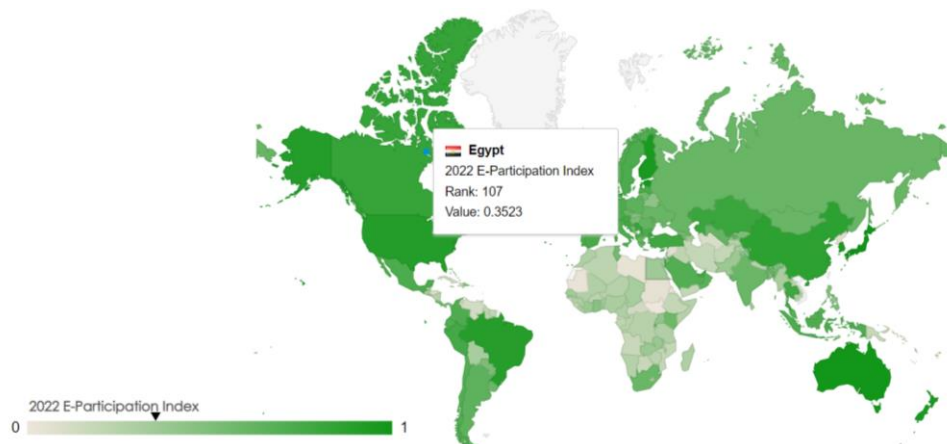 Egypt
2022 E-Participation Index
Rank: 107
Value: 0.3523
2022 E-Participation Index
0 1